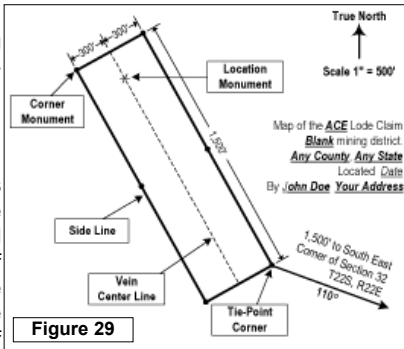 300'
300'
True North
Scale 1" = 500'
Location
Monument
Corner
Monument
1,500'
Map of the ACE Lode Claim
Blank mining district.
Any County, Any State
Located Date
By John Doe Your Address
Side Line
1,500' to South East
Corner of Section 32
T22S, R22E
110°
Vein
Center Line
Tie-Point
Corner
Figure 29